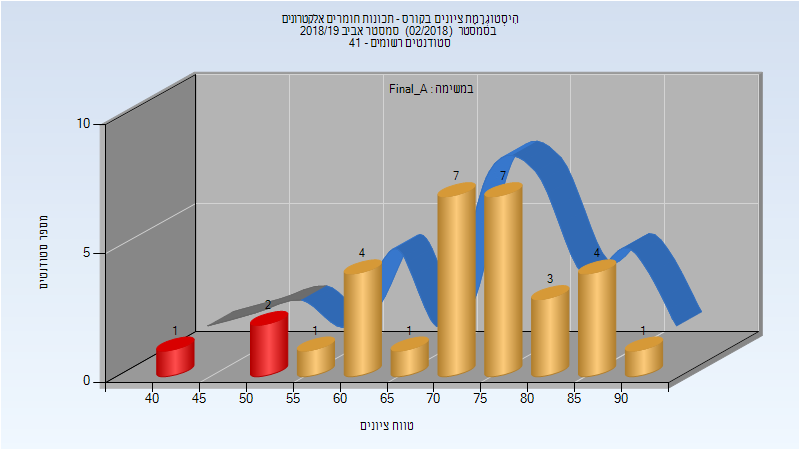 הִיסְטוֹגְרָמַת ציונים בקורס - תכונות חומרים אלקטרונים
בסמסטר (02/2018) סמסטר אביב 2018/19
סטודנטים רשומים - 41
במשימה : Final_A
מספר סטודנטים
10
5
0
1
2
1
4
1
7
7
3
4
1
40 45 50 55 60 65 70 75 80 85 90
טווח ציונים